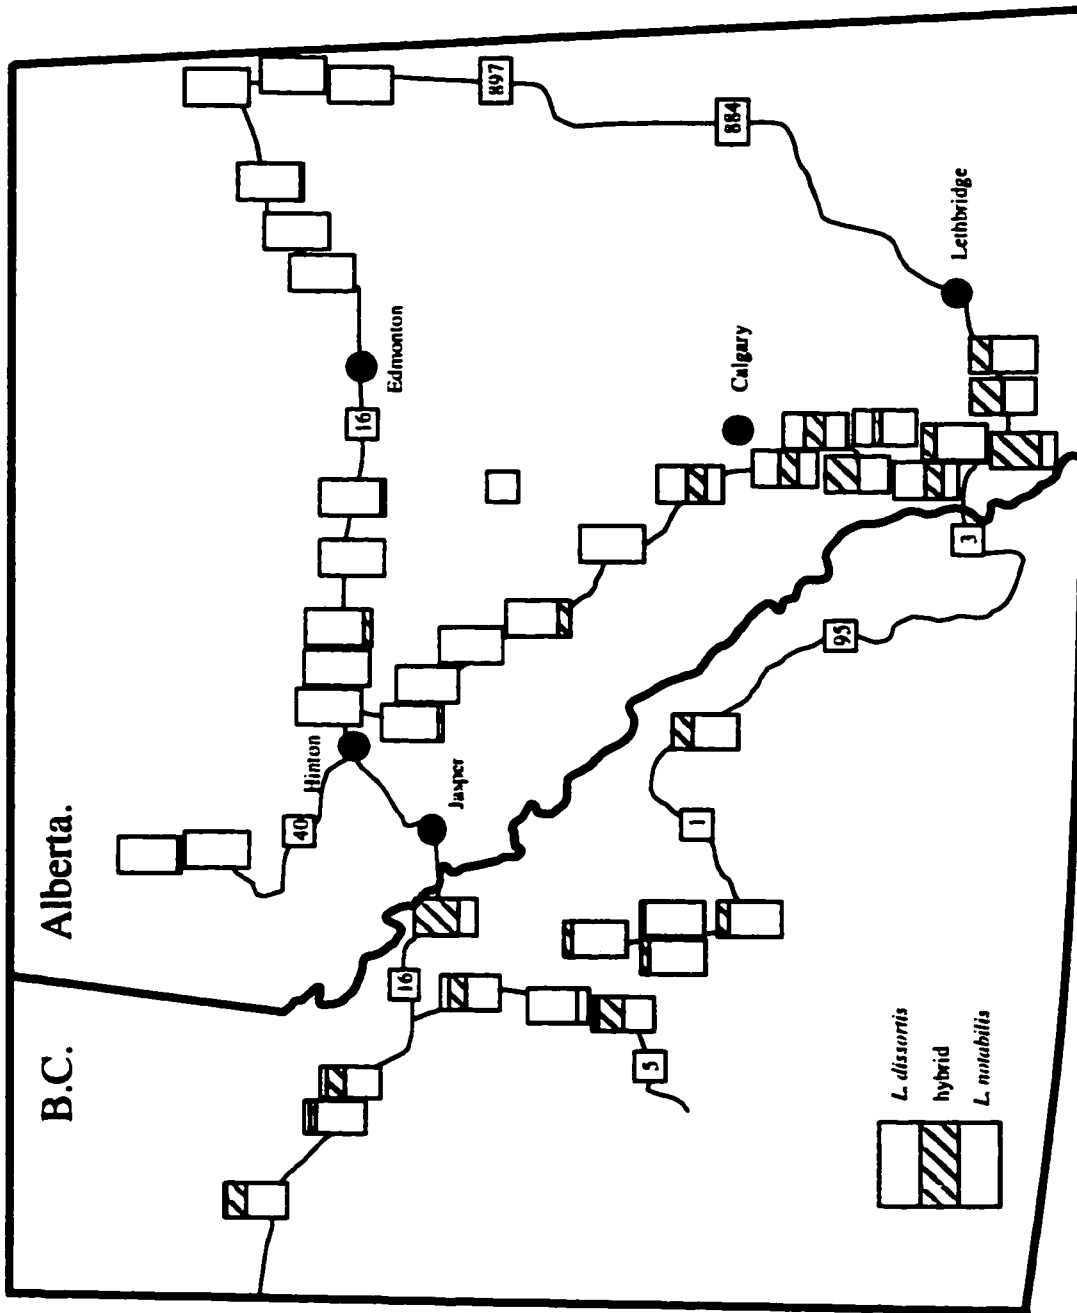 Alberta.
B.C.
897
884
Lethbridge
Edmonton
16
Calgary
Hinton
40
Jasper
16
3
95
1
5
L. dissortis
hybrid
L. notabilis